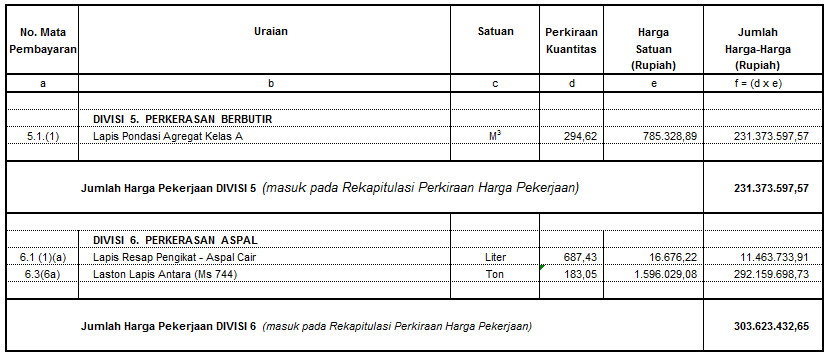 No. Mata Pembayaran Uraian Satuan Perkiraan Kuantitas Harga Satuan (Rupiah) Jumlah Harga-Harga (Rupiah)
a b c d e f = (d x e)
DIVISI 5. PERKERASAN BERBUTIR
5.1.(1) Lapis Pondasi Agregat Kelas A M³ 294,62 785.328,89 231.373.597,57
Jumlah Harga Pekerjaan DIVISI 5 (masuk pada Rekapitulasi Perkiraan Harga Pekerjaan) 231.373.597,57
DIVISI 6. PERKERASAN ASPAL
6.1 (1)(a) Lapis Resap Pengikat - Aspal Cair Liter 687,43 16.676,22 11.463.733,91
6.3(6a) Laston Lapis Antara (Ms 744) Ton 183,05 1.596.029,08 292.159.698,73
Jumlah Harga Pekerjaan DIVISI 6 (masuk pada Rekapitulasi Perkiraan Harga Pekerjaan) 303.623.432,65